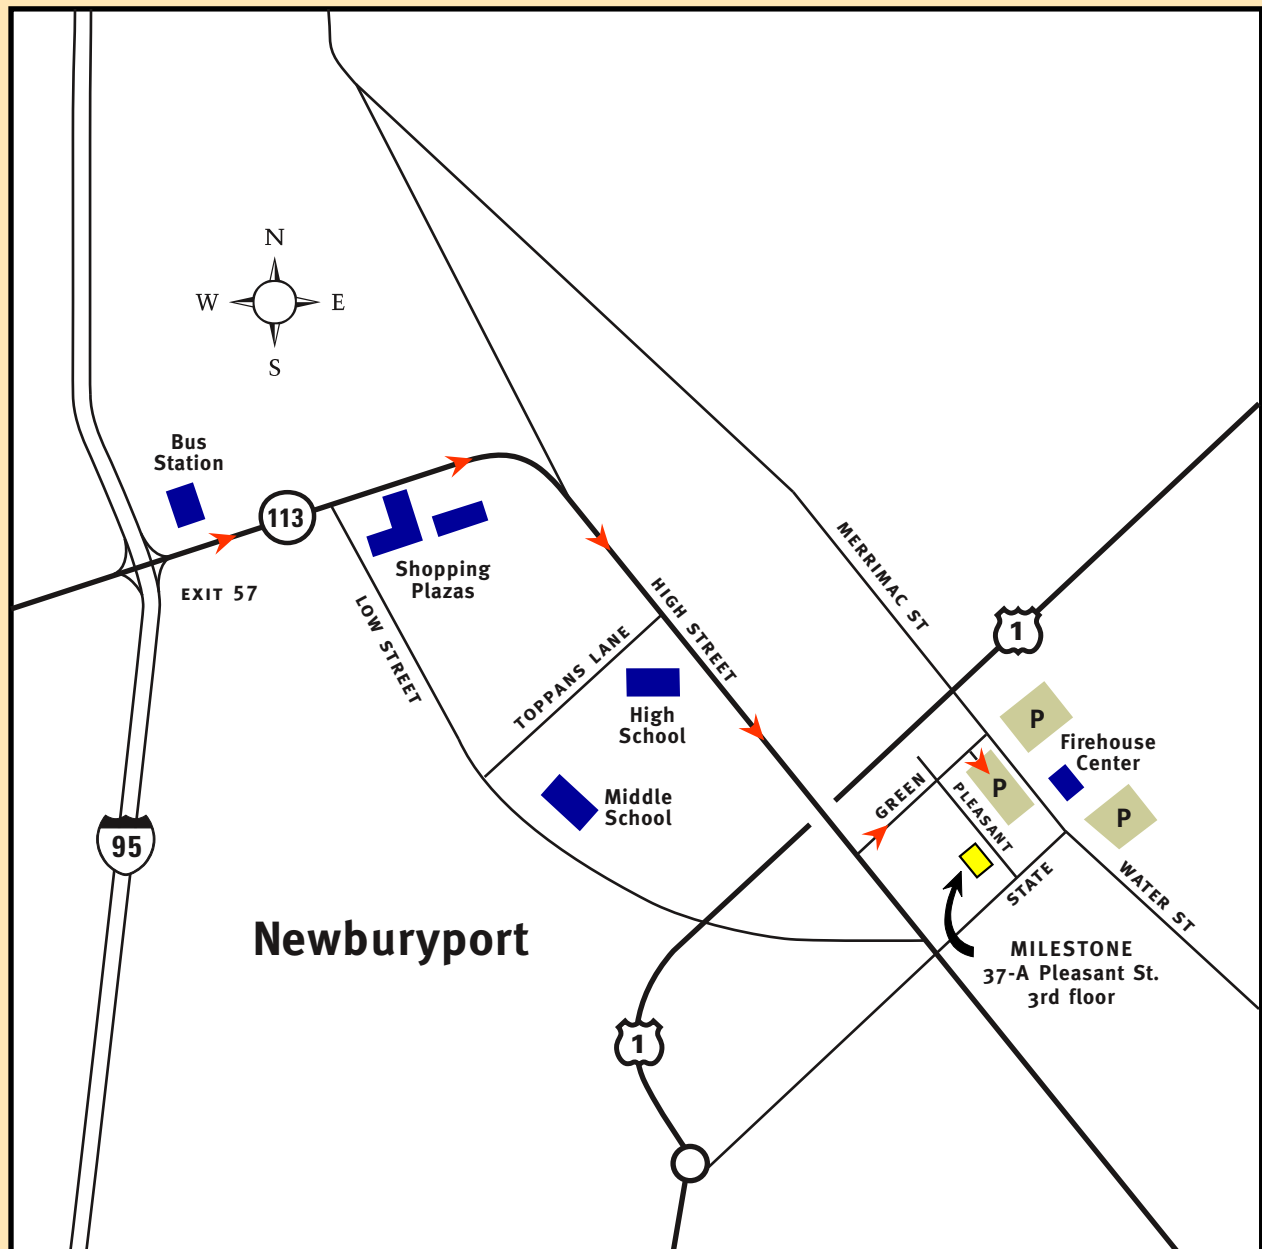 N
W
E
S
Bus
Station
113
EXIT 57
Shopping
Plazas
LOW STREET
TOPPANS LANE
HIGH STREET
High
School
Middle
School
MERRIMAC ST
1
P
Firehouse
Center
P
P
GREEN
PLEASANT
STATE
WATER ST
95
Newburyport
MILESTONE
37-A Pleasant St.
3rd floor
1